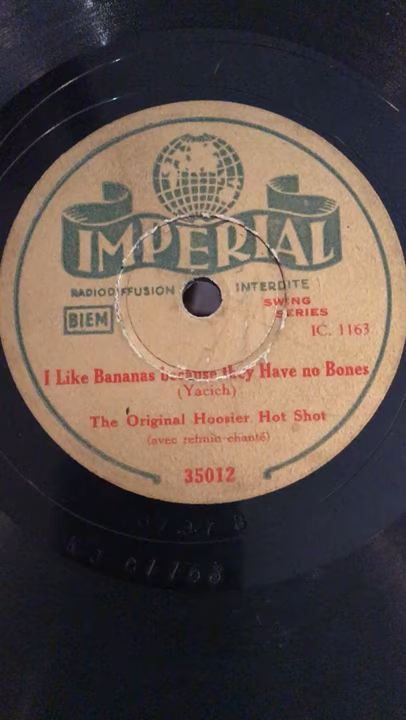 IMPERIAL
RADIODIFFUSION INTERDITE
BIEM
SWING
SERIES
IC. 1163
I Like Bananas because they Have no Bones
(Yacich)
The Original Hoosier Hot Shot
(avec refrain chanté)
35012